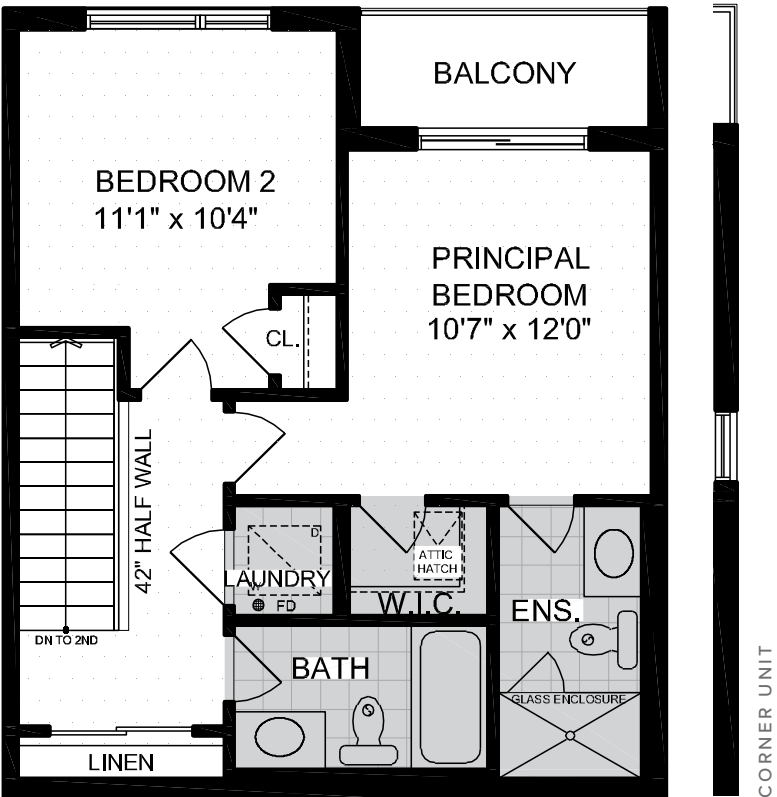 BALCONY
BEDROOM 2
11'1" x 10'4"
PRINCIPAL
BEDROOM
10'7" x 12'0"
CL.
42" HALF WALL
D
ATTIC
HATCH
LAUNDRY
W
FD
W.I.C.
ENS.
DN TO 2ND
BATH
GLASS ENCLOSURE
LINEN
CORNER UNIT